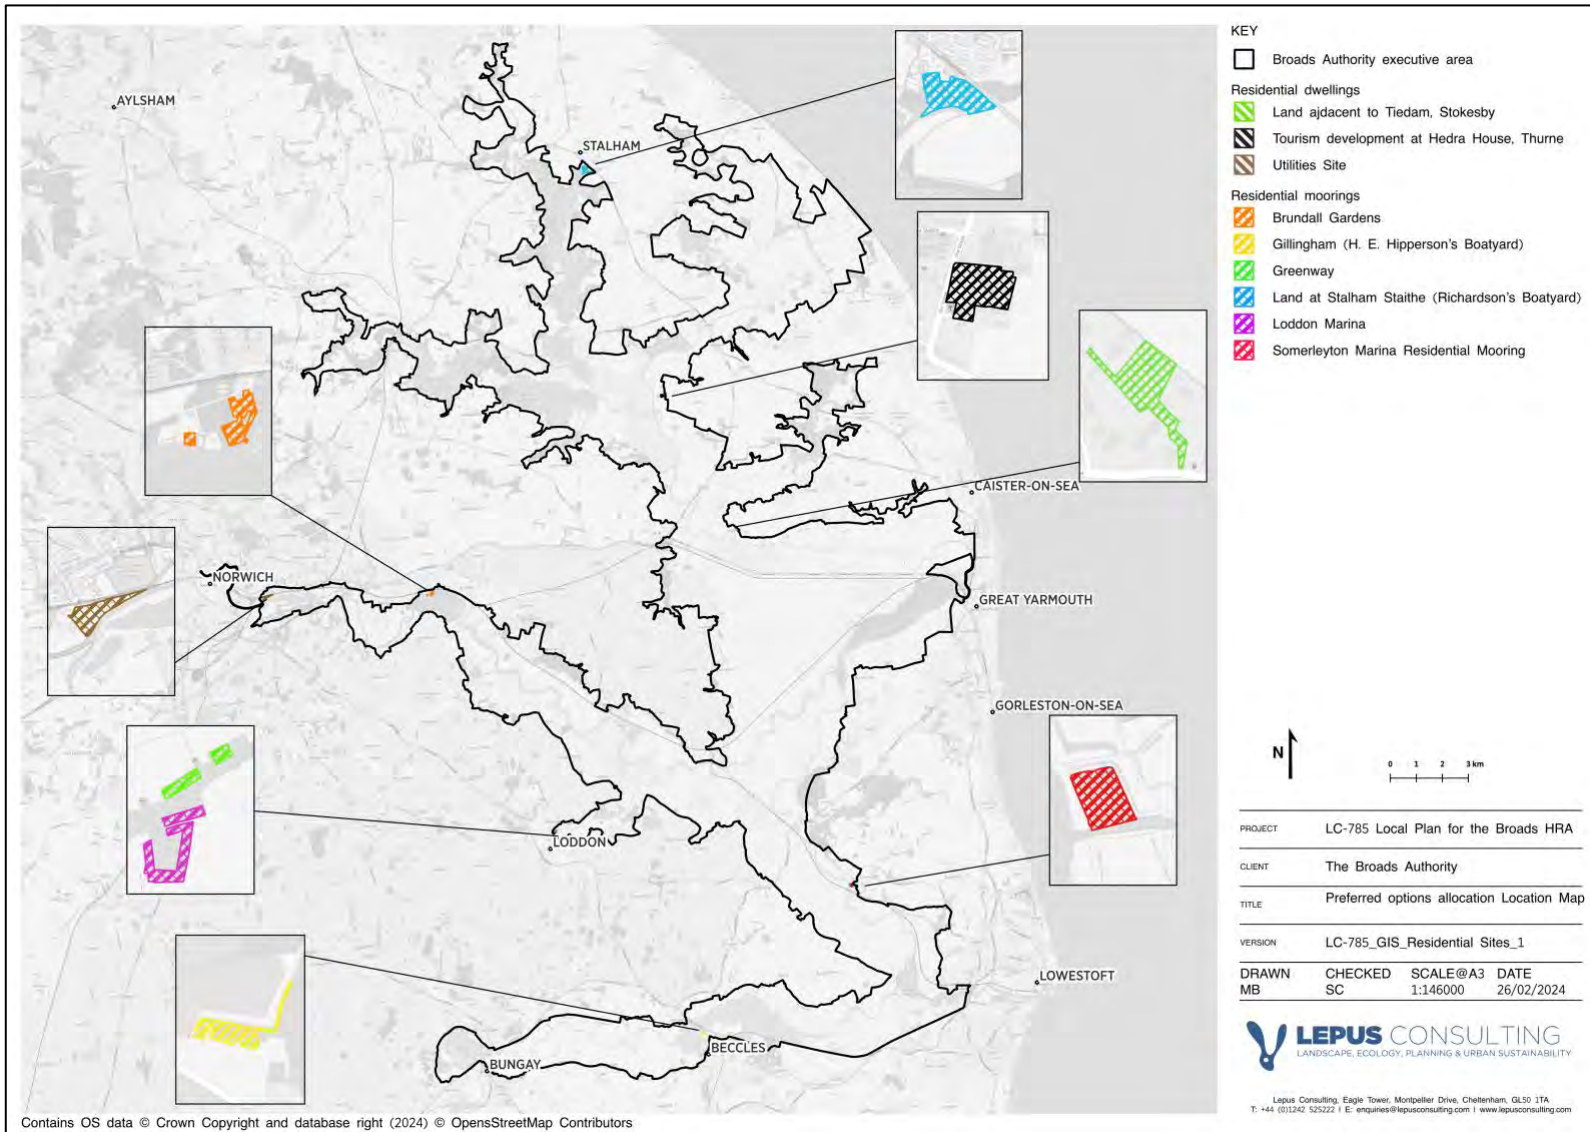 AYLSHAM
STALHAM
CAISTER-ON-SEA
NORWICH
GREAT YARMOUTH
GORLESTON-ON-SEA
LODDON
LOWESTOFT
BECCLES
BUNGAY
Contains OS data © Crown Copyright and database right (2024) © OpensStreetMap Contributors
KEY
Broads Authority executive area
Residential dwellings
Land ajdacent to Tiedam, Stokesby
Tourism development at Hedra House, Thurne
Utilities Site
Residential moorings
Brundall Gardens
Gillingham (H. E. Hipperson's Boatyard)
Greenway
Land at Stalham Staithe (Richardson's Boatyard)
Loddon Marina
Somerleyton Marina Residential Mooring
N
0 1 2 3 km
PROJECT LC-785 Local Plan for the Broads HRA
CLIENT The Broads Authority
TITLE Preferred options allocation Location Map
VERSION LC-785_GIS_Residential Sites_1
DRAWN CHECKED SCALE@A3 DATE
MB SC 1:146000 26/02/2024
LEPUS CONSULTING
LANDSCAPE, ECOLOGY, PLANNING & URBAN SUSTAINABILITY
Lepus Consulting, Eagle Tower, Montpellier Drive, Cheltenham, GL50 1TA
T: +44 (0)1242 525222 I E: enquiries@lepusconsulting.com I www.lepusconsulting.com